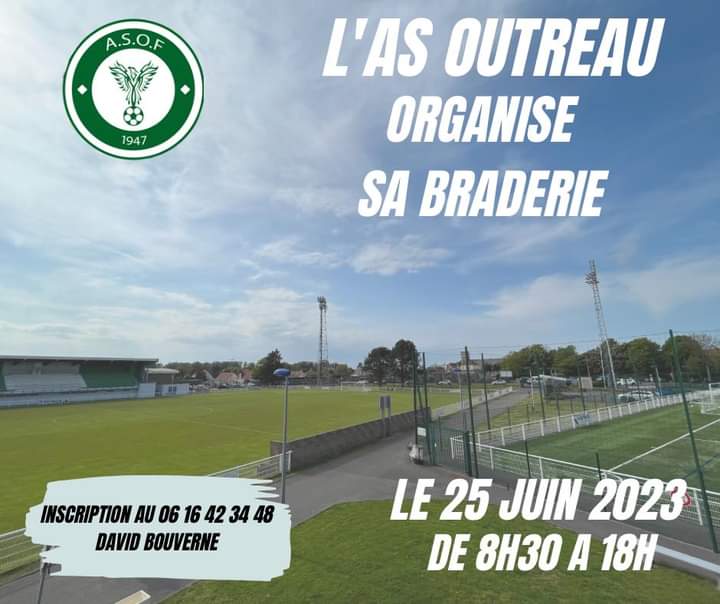 A.S.O.F
1947
L'AS OUTREAU
ORGANISE
SA BRADERIE
INSCRIPTION AU 06 16 42 34 48
DAVID BOUVERNE
LE 25 JUIN 2023
DE 8H30 A 18H